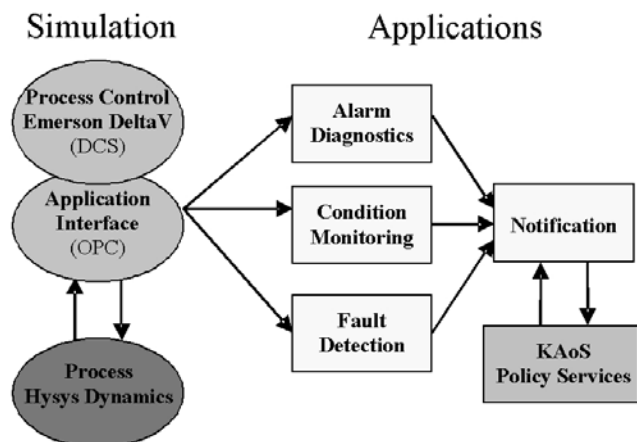 Simulation
Applications
Process Control
Emerson DeltaV
(DCS)
Application
Interface
(OPC)
Process
Hysys Dynamics
Alarm
Diagnostics
Condition
Monitoring
Fault
Detection
Notification
KAoS
Policy Services